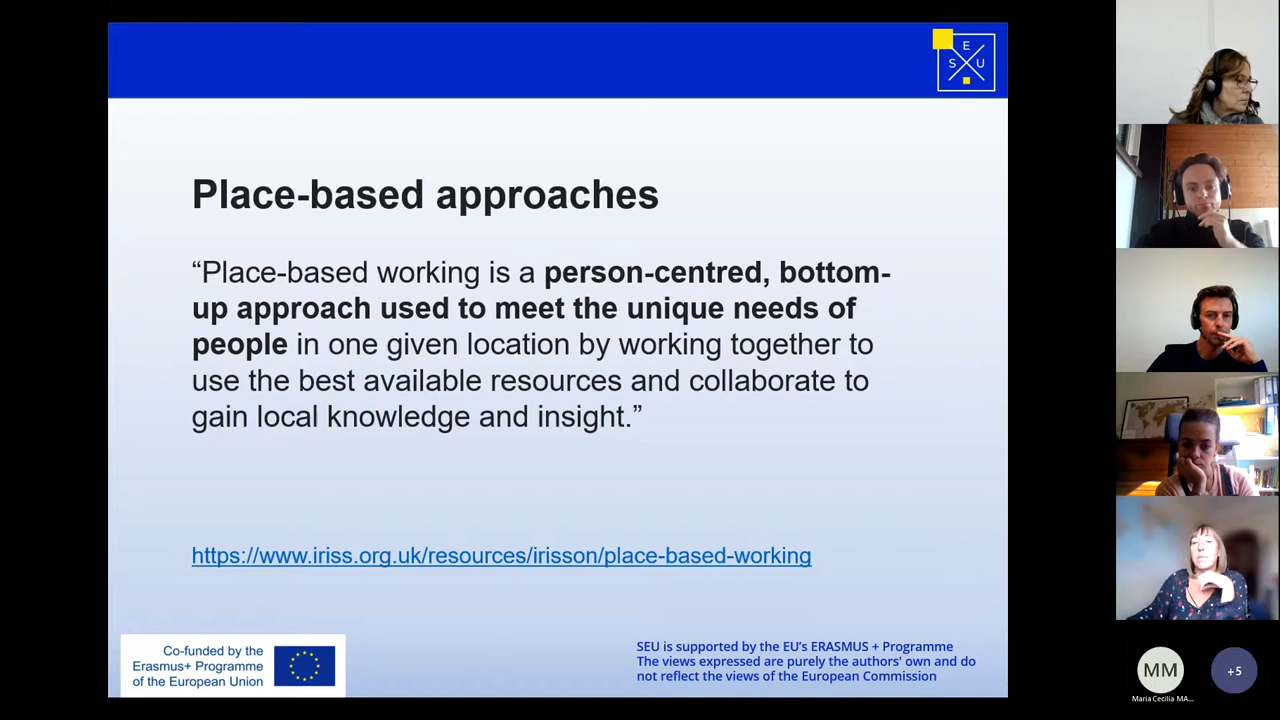 E
S U
Place-based approaches
“Place-based working is a person-centred, bottom-
up approach used to meet the unique needs of
people in one given location by working together to
use the best available resources and collaborate to
gain local knowledge and insight.”
https://www.iriss.org.uk/resources/irisson/place-based-working
Co-funded by the
Erasmus+ Programme
of the European Union
SEU is supported by the EU’s ERASMUS + Programme
The views expressed are purely the authors' own and do
not reflect the views of the European Commission
MM
+5
Maria Cecilia MA...